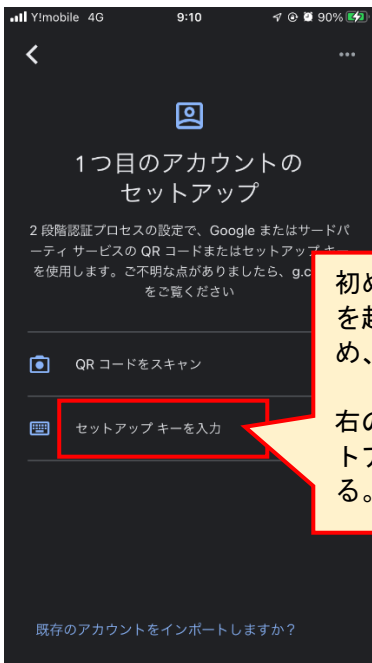 Y!mobile 4G 9:10 90%
1つ目のアカウントの
セットアップ
2 段階認証プロセスの設定で、Google またはサードパ
ーティ サービスの QR コードまたはセットアップ キー
を使用します。ご不明な点がありましたら、g.c
をご覧ください
初め
を起
め、
QR コードをスキャン
セットアップ キーを入力
右の
トア
る。
既存のアカウントをインポートしますか？